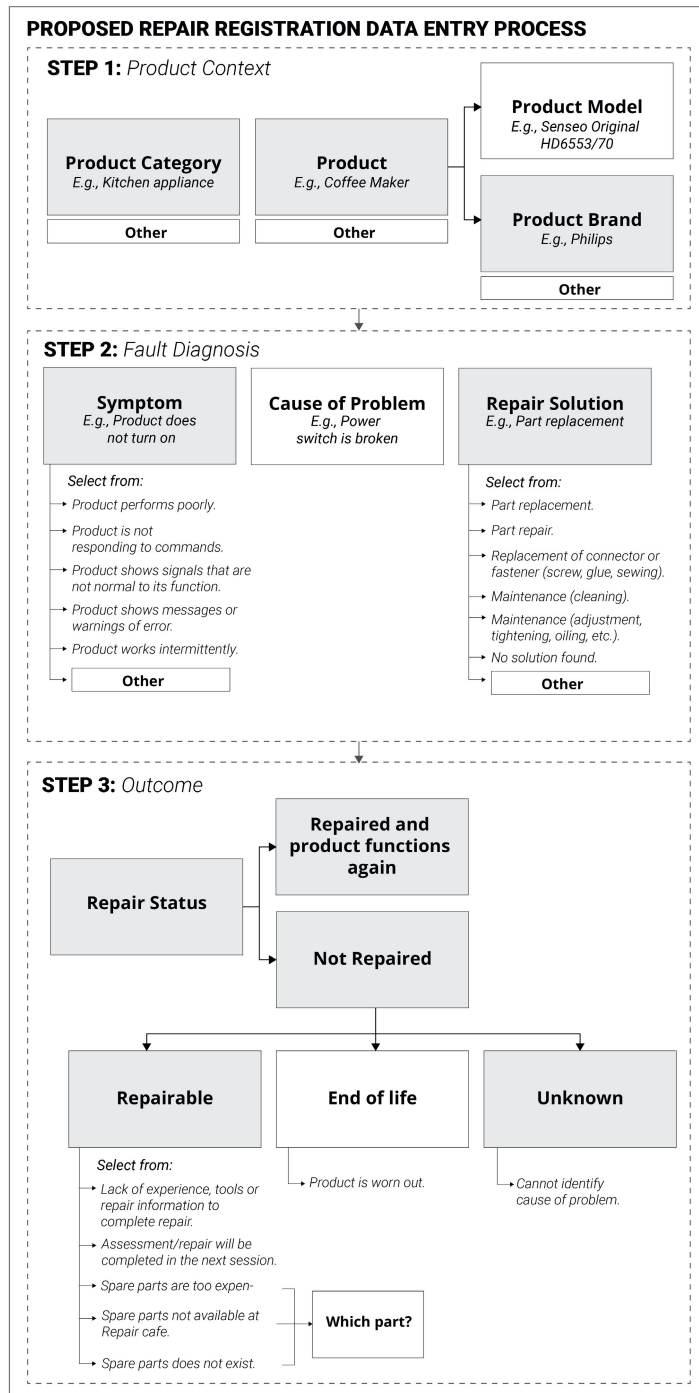 PROPOSED REPAIR REGISTRATION DATA ENTRY PROCESS
STEP 1: Product Context
Product Category
E.g., Kitchen appliance
Other
Product
E.g., Coffee Maker
Other
Product Model
E.g., Senseo Original
HD6553/70
Product Brand
E.g., Philips
Other
STEP 2: Fault Diagnosis
Symptom
E.g., Product does
not turn on
Select from:
Product performs poorly.
Product is not
responding to commands.
Product shows signals that are
not normal to its function.
Product shows messages or
warnings of error.
Product works intermittently.
Other
Cause of Problem
E.g., Power
switch is broken
Repair Solution
E.g., Part replacement
Select from:
Part replacement.
Part repair.
Replacement of connector or
fastener (screw, glue, sewing).
Maintenance (cleaning).
Maintenance (adjustment,
tightening, oiling, etc.).
No solution found.
Other
STEP 3: Outcome
Repair Status
Repaired and
product functions
again
Not Repaired
Repairable
Select from:
Lack of experience, tools or
repair information to
complete repair.
Assessment/repair will be
completed in the next session.
Spare parts are too expen-
Spare parts not available at
Repair cafe.
Spare parts does not exist.
Which part?
End of life
Product is worn out.
Unknown
Cannot identify
cause of problem.